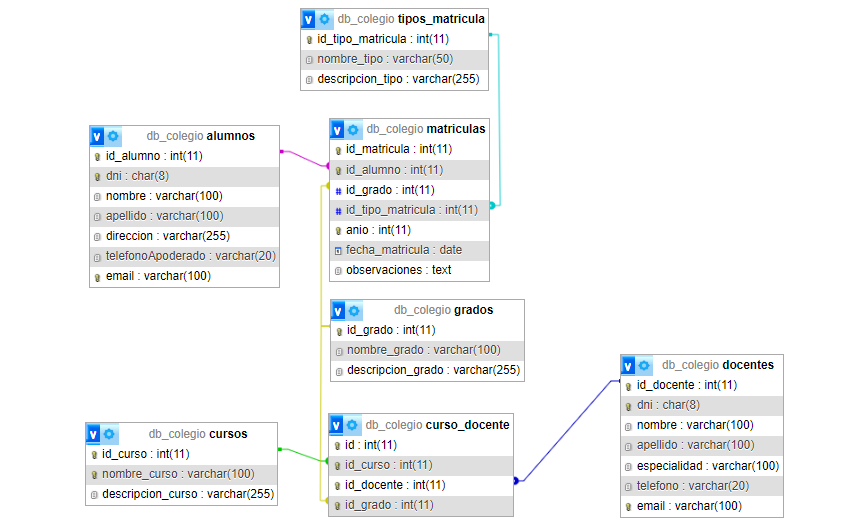 db_colegio tipos_matricula
id_tipo_matricula : int(11)
nombre_tipo : varchar(50)
descripcion_tipo : varchar(255)
db_colegio alumnos
id_alumno : int(11)
dni : char(8)
nombre : varchar(100)
apellido : varchar(100)
direccion : varchar(255)
telefonoApoderado : varchar(20)
email : varchar(100)
db_colegio matriculas
id_matricula : int(11)
id_alumno : int(11)
id_grado : int(11)
id_tipo_matricula : int(11)
anio : int(11)
fecha_matricula : date
observaciones : text
db_colegio grados
id_grado : int(11)
nombre_grado : varchar(100)
descripcion_grado : varchar(255)
db_colegio docentes
id_docente : int(11)
dni : char(8)
nombre : varchar(100)
apellido : varchar(100)
especialidad : varchar(100)
telefono : varchar(20)
email : varchar(100)
db_colegio cursos
id_curso : int(11)
nombre_curso : varchar(100)
descripcion_curso : varchar(255)
db_colegio curso_docente
id : int(11)
id_curso : int(11)
id_docente : int(11)
id_grado : int(11)